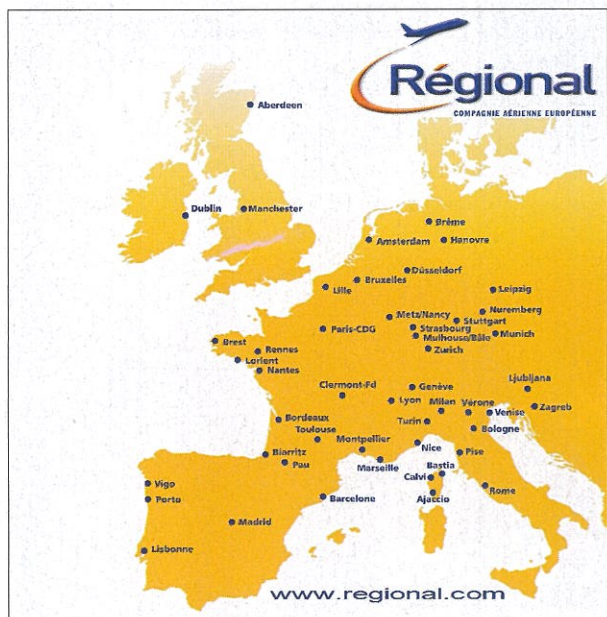 Régional
COMPAGNIE AÉRIENNE EUROPÉENNE
Aberdeen
Dublin
Manchester
Brême
Amsterdam
Hanovre
Düsseldorf
Bruxelles
Lille
Leipzig
Nuremberg
Metz/Nancy
Stuttgart
Paris-CDG
Strasbourg
Munich
Mulhouse/Bâle
Brest
Rennes
Zurich
Lorient
Nantes
Clermont-Fd
Genève
Ljubljana
Lyon
Milan
Vérone
Zagreb
Venise
Bordeaux
Turin
Bologne
Toulouse
Montpellier
Nice
Biarritz
Pise
Pau
Marseille
Bastia
Calvi
Vigo
Rome
Porto
Barcelone
Ajaccio
Madrid
Lisbonne
www.regional.com